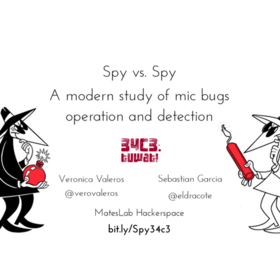 Spy vs. Spy
A modern study of mic bugs
operation and detection
34C3:
tuwat!
Veronica Valeros
@verovaleros
Sebastian Garcia
@eldracote
MatesLab Hackerspace
bit.ly/Spy34c3